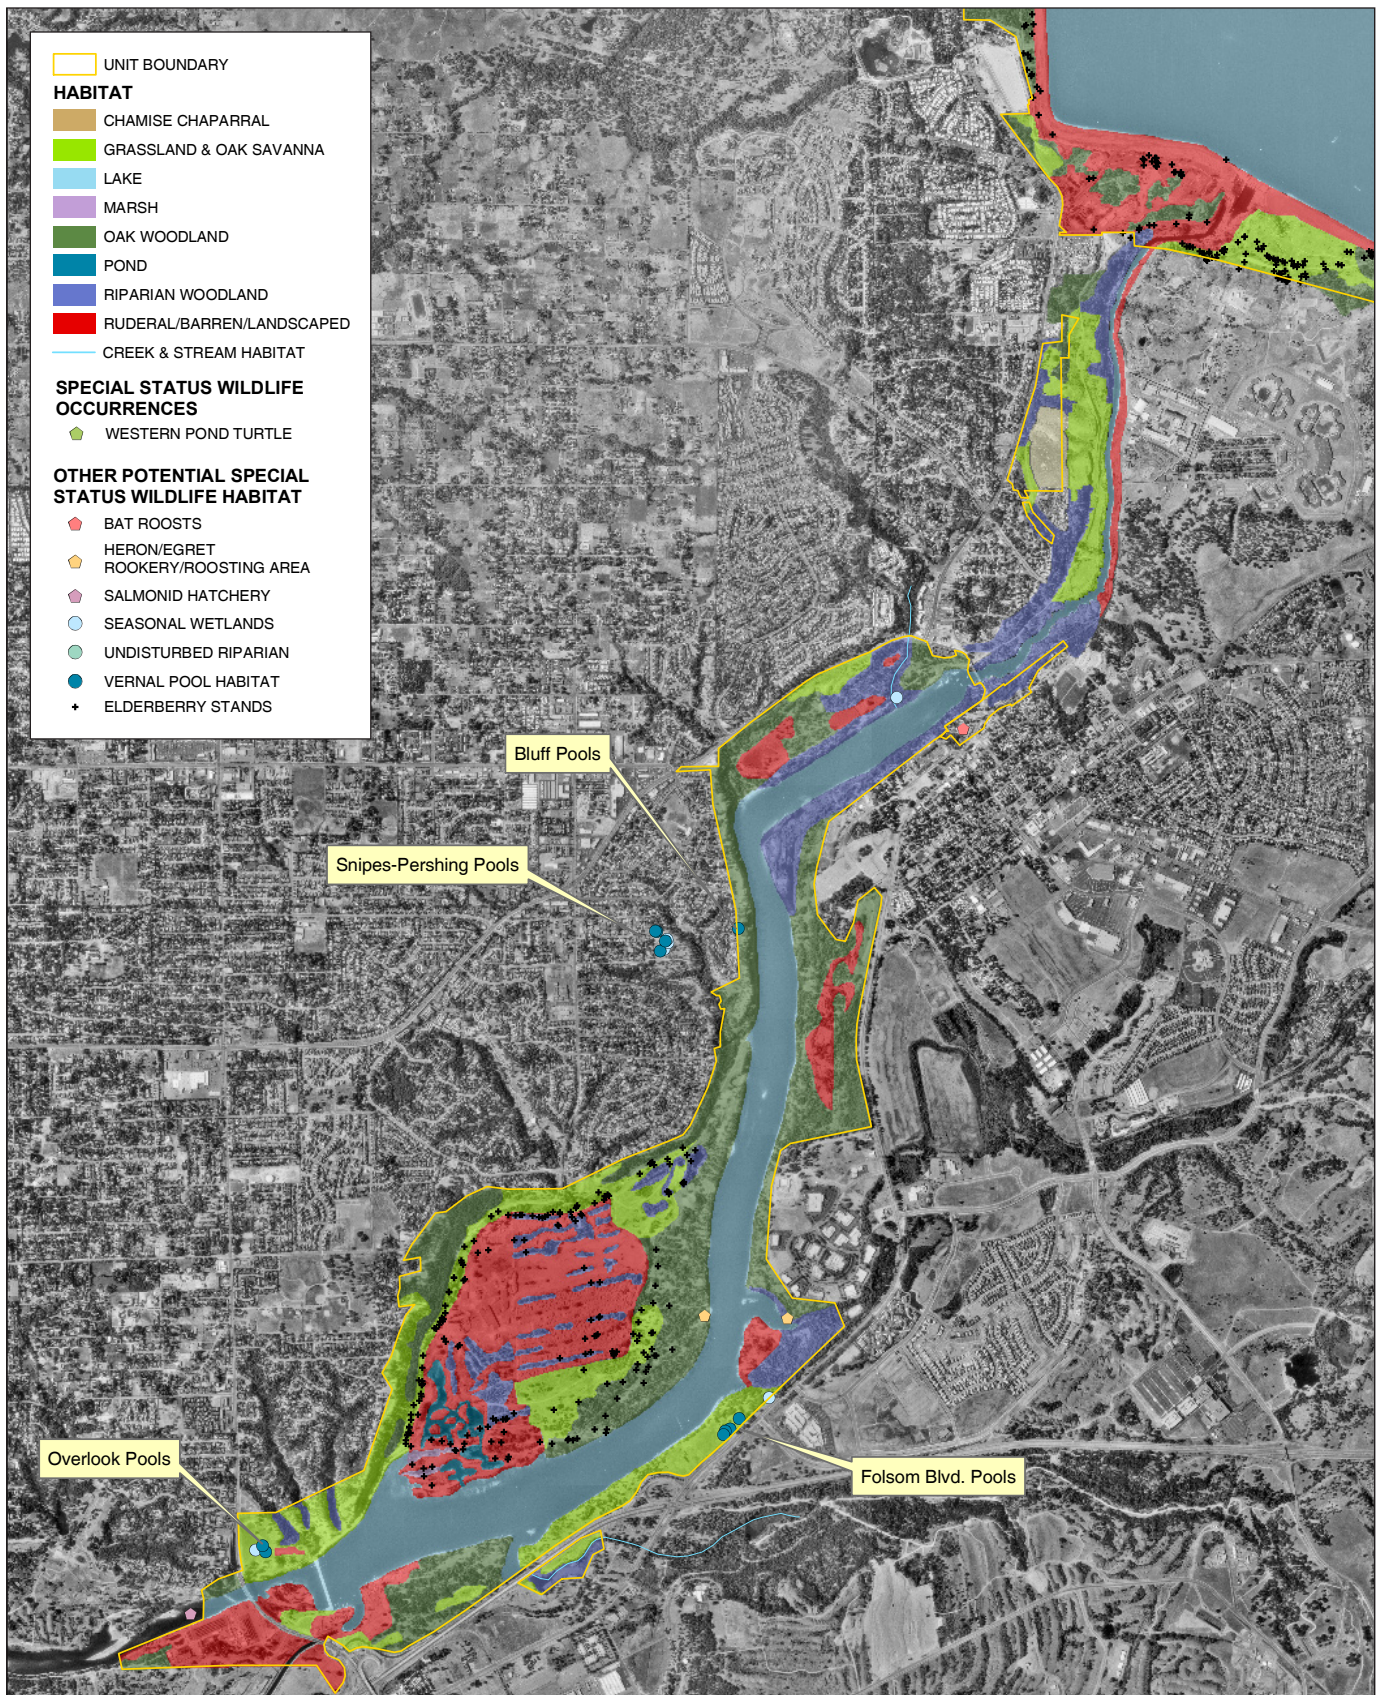 UNIT BOUNDARY
HABITAT
CHAMISE CHAPARRAL
GRASSLAND & OAK SAVANNA
LAKE
MARSH
OAK WOODLAND
POND
RIPARIAN WOODLAND
RUDERAL/BARREN/LANDSCAPED
CREEK & STREAM HABITAT
SPECIAL STATUS WILDLIFE
OCCURRENCES
WESTERN POND TURTLE
OTHER POTENTIAL SPECIAL
STATUS WILDLIFE HABITAT
BAT ROOSTS
HERON/EGRET
ROOKERY/ROOSTING AREA
SALMONID HATCHERY
SEASONAL WETLANDS
UNDISTURBED RIPARIAN
VERNAL POOL HABITAT
ELDERBERRY STANDS
Bluff Pools
Snipes-Pershing Pools
Overlook Pools
Folsom Blvd. Pools